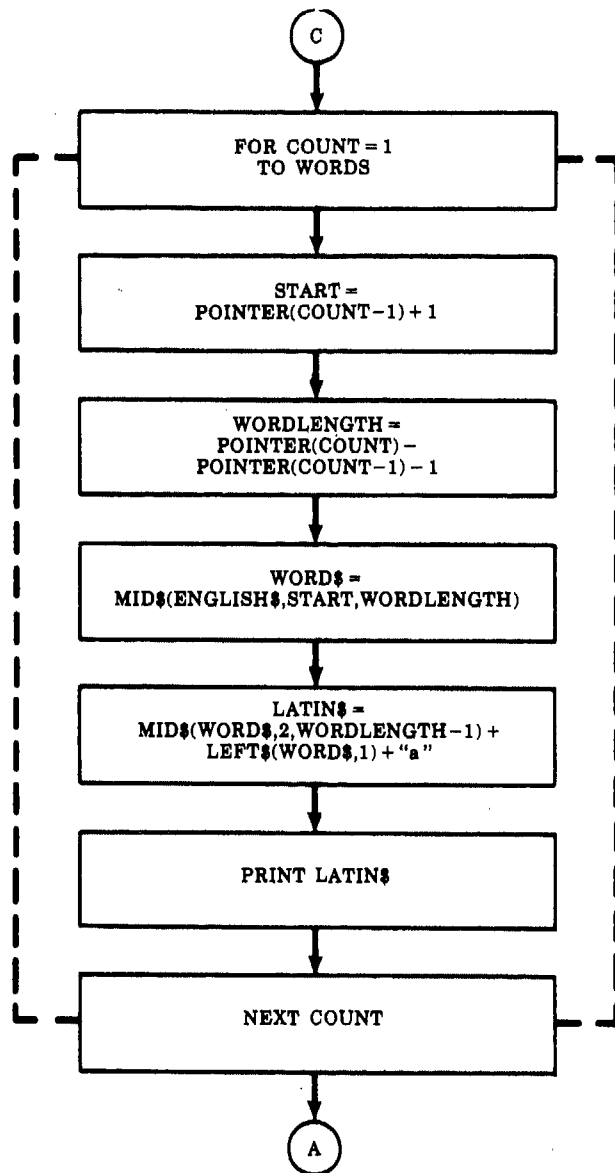 C
FOR COUNT = 1
TO WORDS
START =
POINTER(COUNT-1) + 1
WORDLENGTH =
POINTER(COUNT) -
POINTER(COUNT-1) - 1
WORD$ =
MID$(ENGLISH$,START,WORDLENGTH)
LATIN$ =
MID$(WORD$,2,WORDLENGTH-1) +
LEFT$(WORD$,1) + “a”
PRINT LATIN$
NEXT COUNT
A